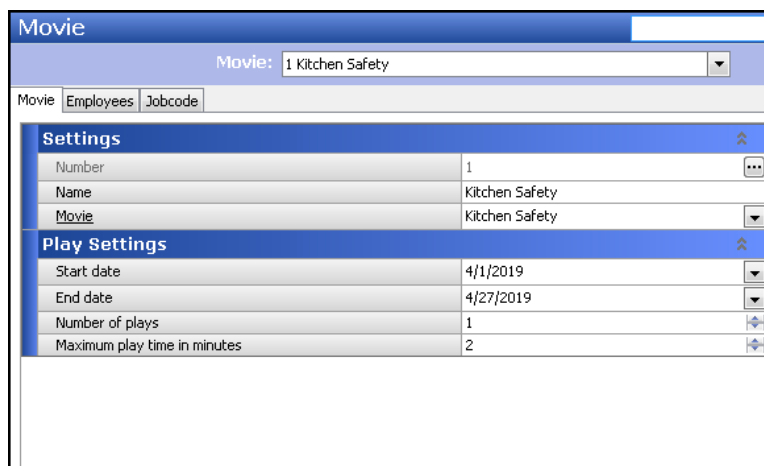 Movie
Movie: 1 Kitchen Safety
Movie Employees Jobcode
Settings
Number 1 ...
Name Kitchen Safety
Movie Kitchen Safety
Play Settings
Start date 4/1/2019
End date 4/27/2019
Number of plays 1
Maximum play time in minutes 2